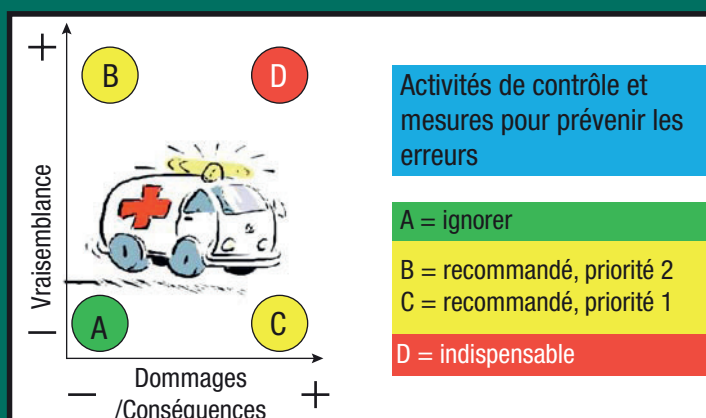 +
B
D
Vraisemblance
A
C
–
–
Dommages
/Conséquences
+
Activités de contrôle et
mesures pour prévenir les
erreurs
A = ignorer
B = recommandé, priorité 2
C = recommandé, priorité 1
D = indispensable